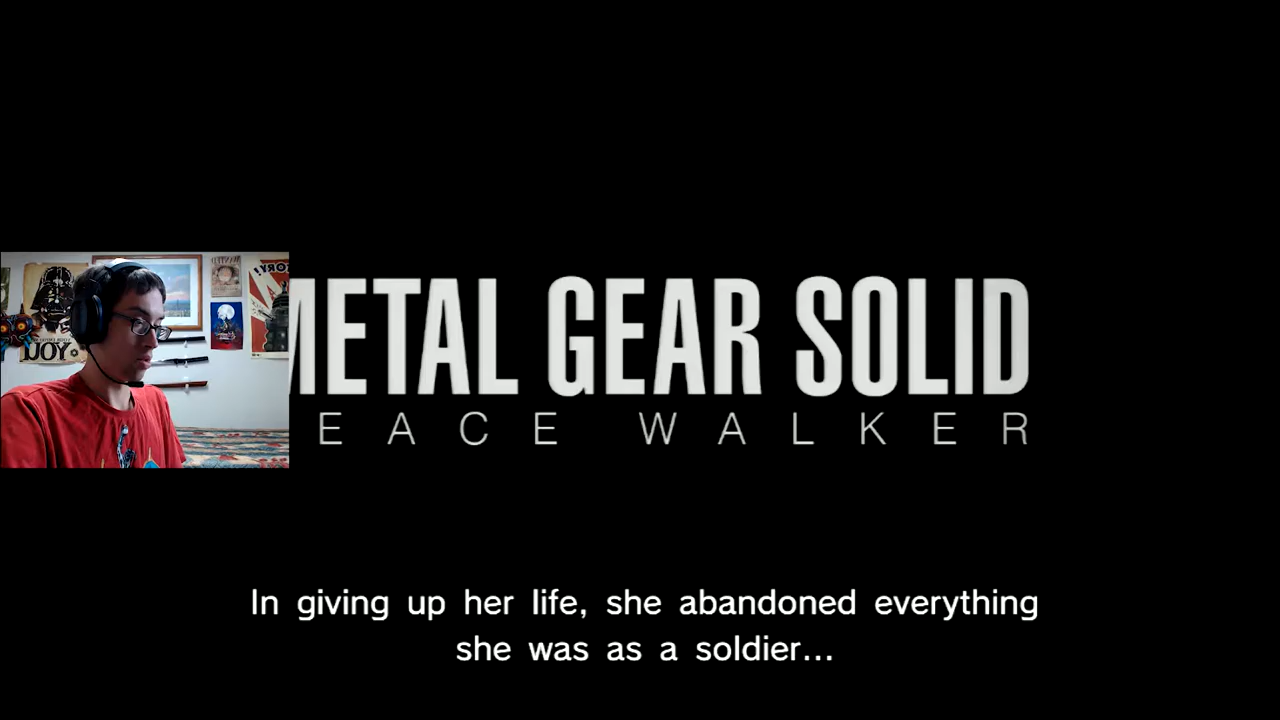 METAL GEAR SOLID
EACE WALKER
In giving up her life, she abandoned everything
she was as a soldier...